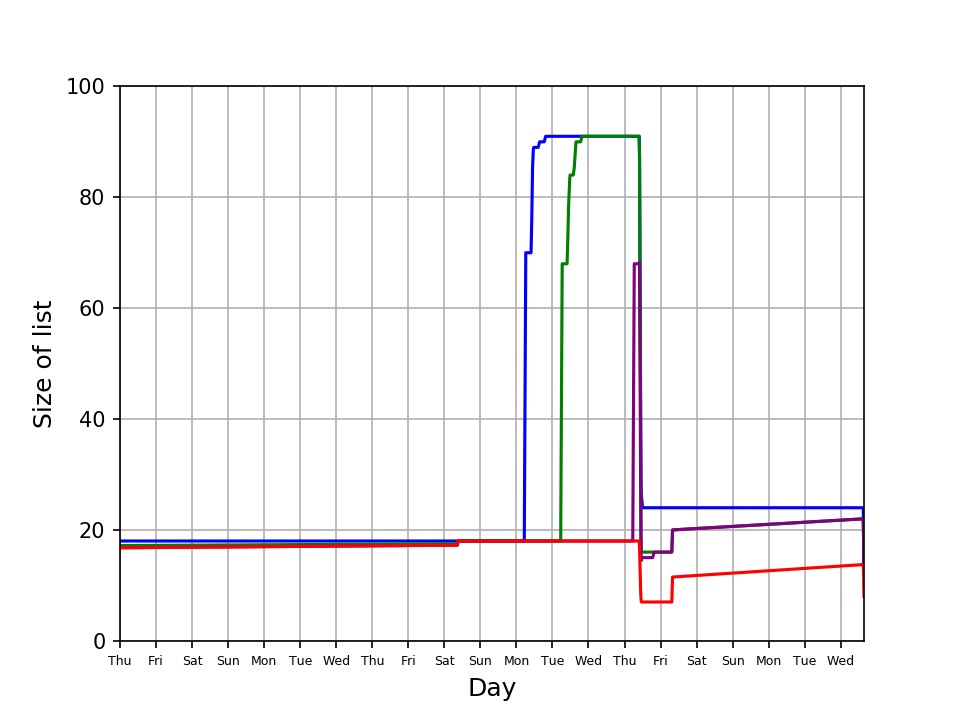 100
80
60
40
20
0
Size of list
Thu Fri Sat Sun Mon Tue Wed Thu Fri Sat Sun Mon Tue Wed Thu Fri Sat Sun Mon Tue Wed
Day